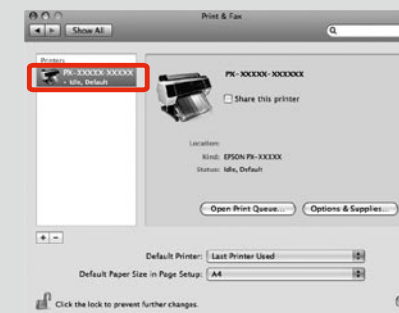 Print & Fax
Show All
Printers
PX-XXXXX-XXXXX
• Idle, Default
PX-XXXXX-XXXXXX
Share this printer
Location:
Kind: EPSON PX-XXXXX
Status: Idle, Default
Open Print Queue...
Options & Supplies...
+ -
Default Printer: Last Printer Used
Default Paper Size in Page Setup: A4
Click the lock to prevent further changes.